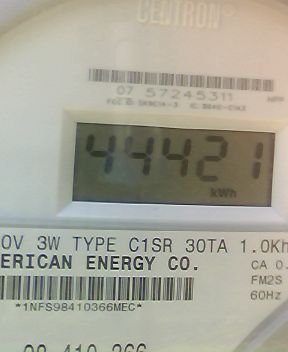 CENTRON®
07 57245311
44421
kWh
0V 3W TYPE C1SR 30TA 1.0Kh
ERICAN ENERGY CO.
CA 0.
FM2S
60Hz
*1NFS98410366MEC*